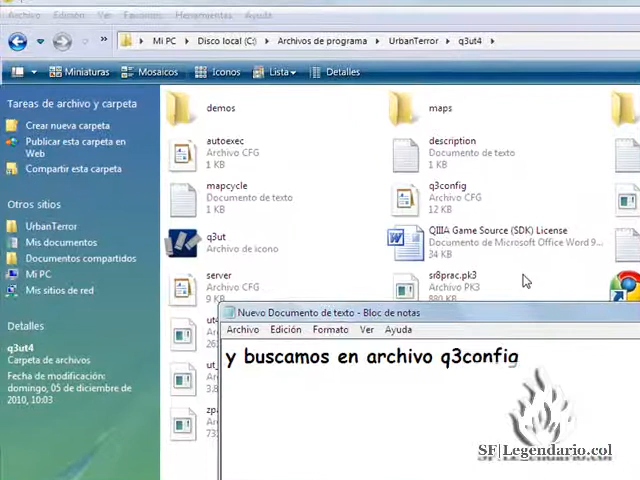 Archivo Edición Ver Favoritos Herramientas Ayuda
» Mi PC Disco local (C:) Archivos de programa UrbanTerror q3ut4
Miniaturas Mosaicos Iconos Lista Detalles
Tareas de archivo y carpeta
Crear nueva carpeta
Publicar esta carpeta en
Web
Compartir esta carpeta
Otros sitios
UrbanTerror
Mis documentos
Documentos compartidos
Mi PC
Mis sitios de red
Detalles
q3ut4
Carpeta de archivos
Fecha de modificación:
domingo, 05 de diciembre de
2010, 10:03
demos
maps
autoexec
Archivo CFG
1 KB
description
Documento de texto
1 KB
mapcycle
Documento de texto
1 KB
q3config
Archivo CFG
12 KB
q3ut
Archivo de icono
QIIIA Game Source (SDK) License
Documento de Microsoft Office Word 9...
34 KB
server
Archivo CFG
9 KB
sr8prac.pk3
Archivo PK3
880 KB
Nuevo Documento de texto - Bloc de notas
Archivo Edición Formato Ver Ayuda
y buscamos en archivo q3config
SF|Legendario.col